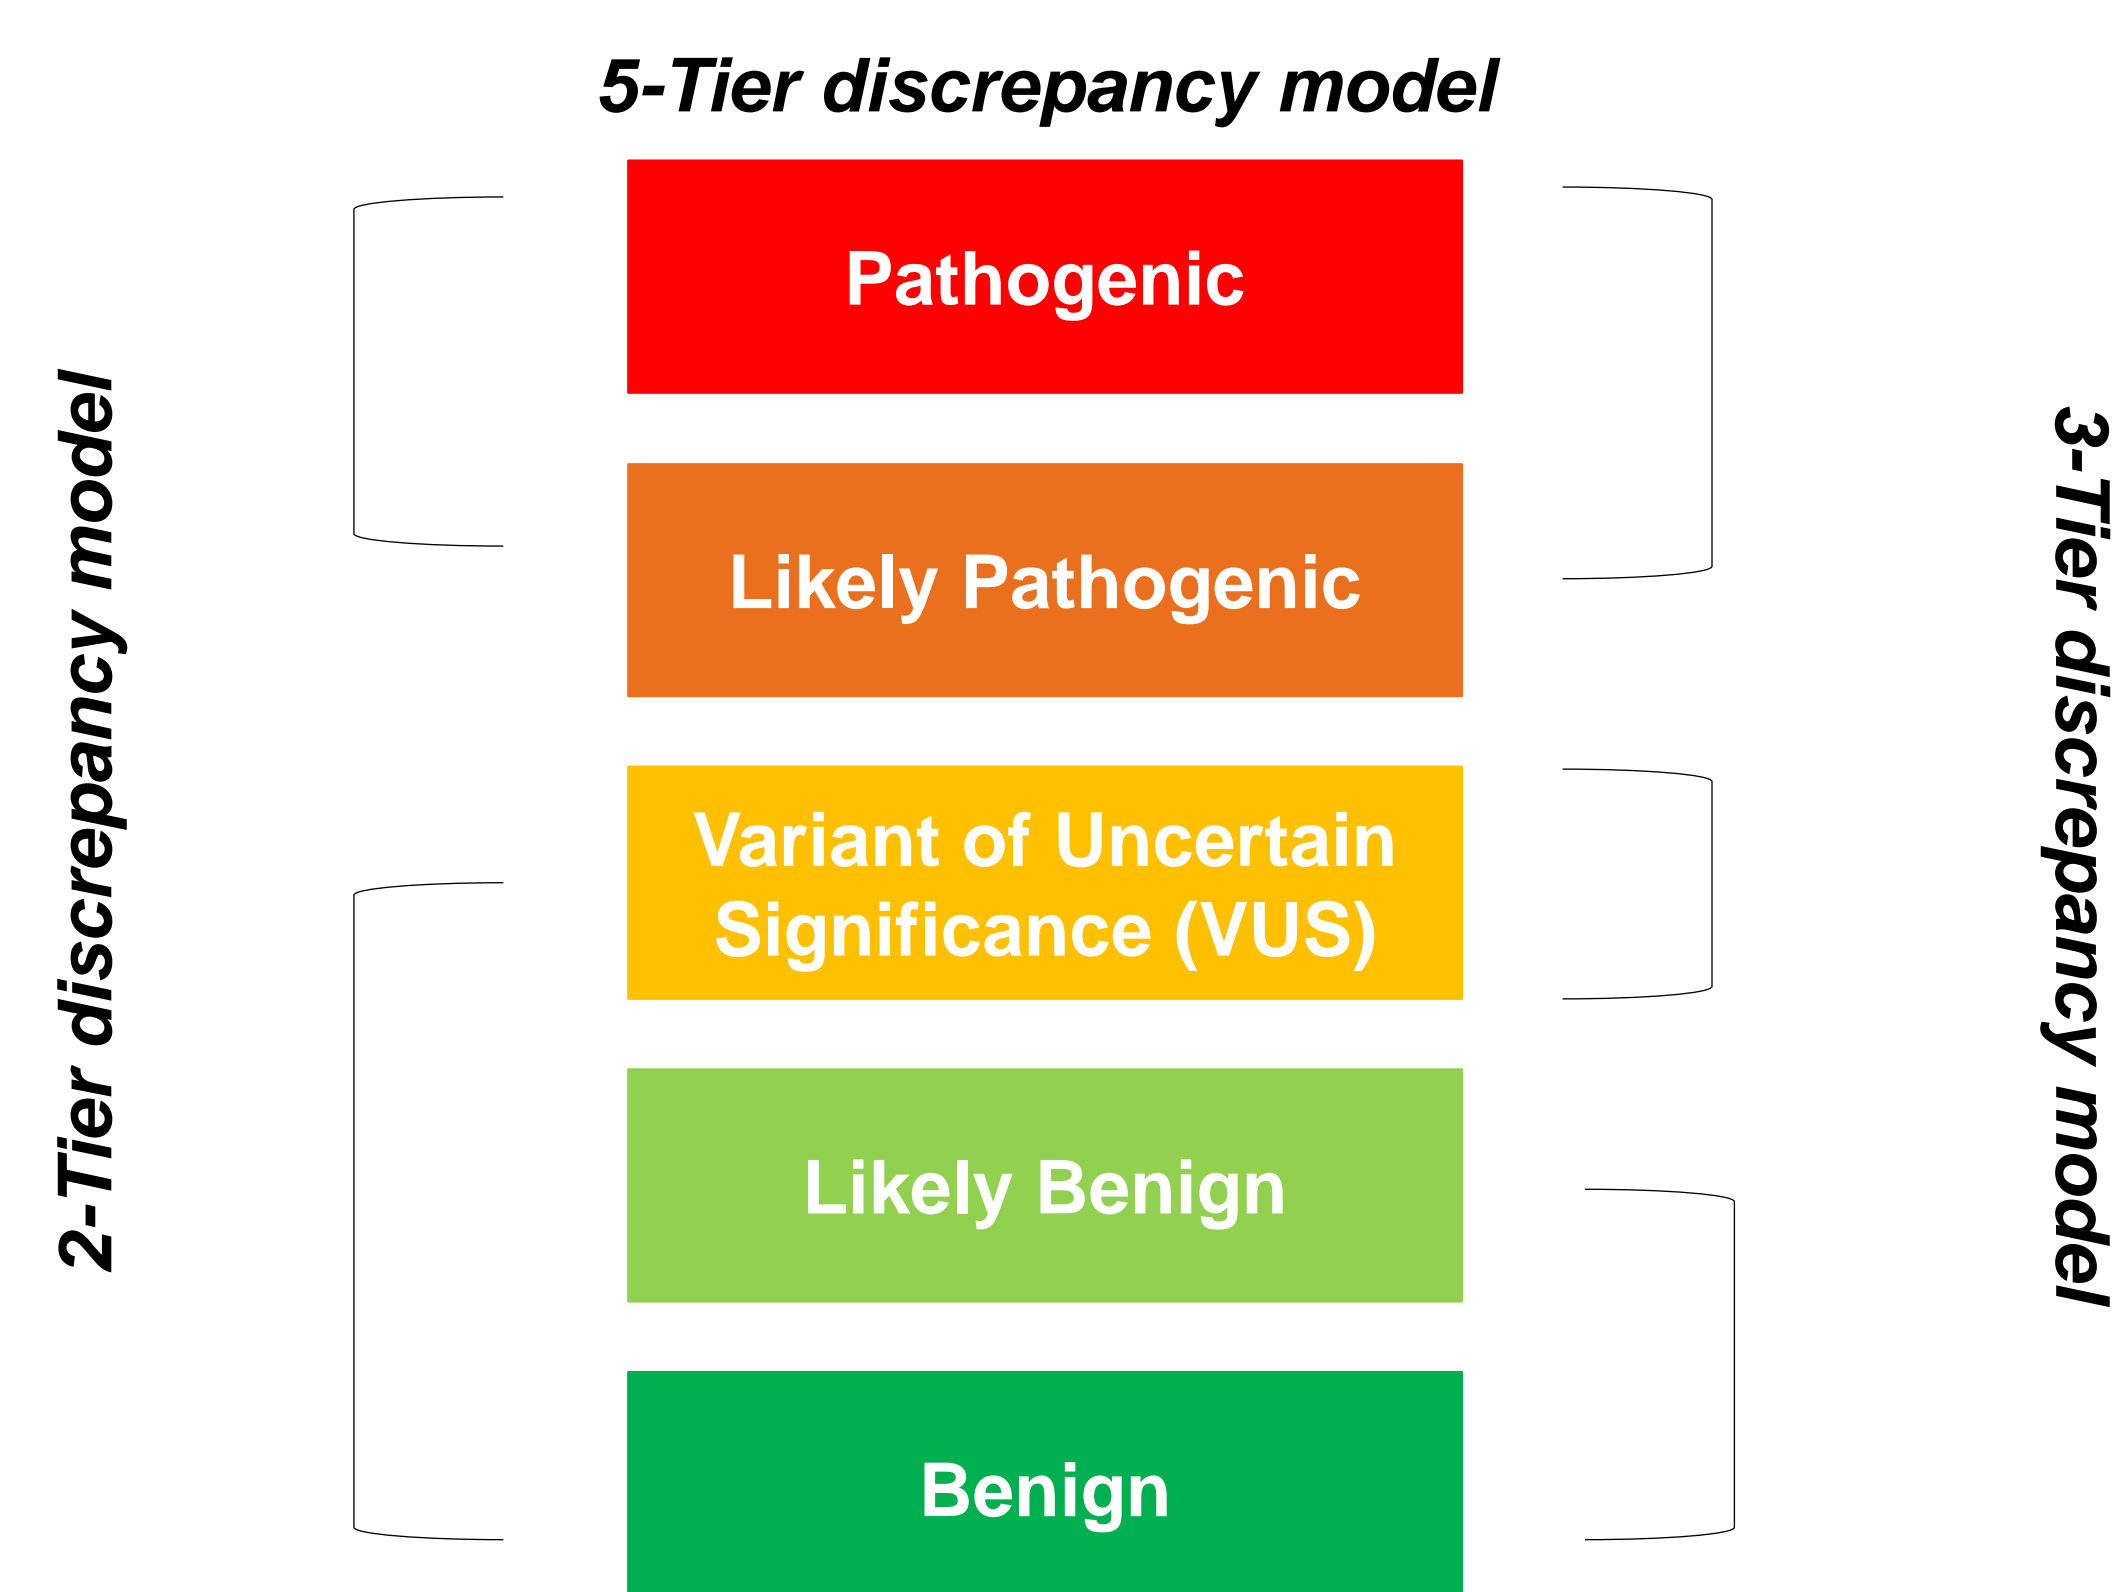 5-Tier discrepancy model
2-Tier discrepancy model
Pathogenic
Likely Pathogenic
Variant of Uncertain
Significance (VUS)
Likely Benign
Benign
3-Tier discrepancy model